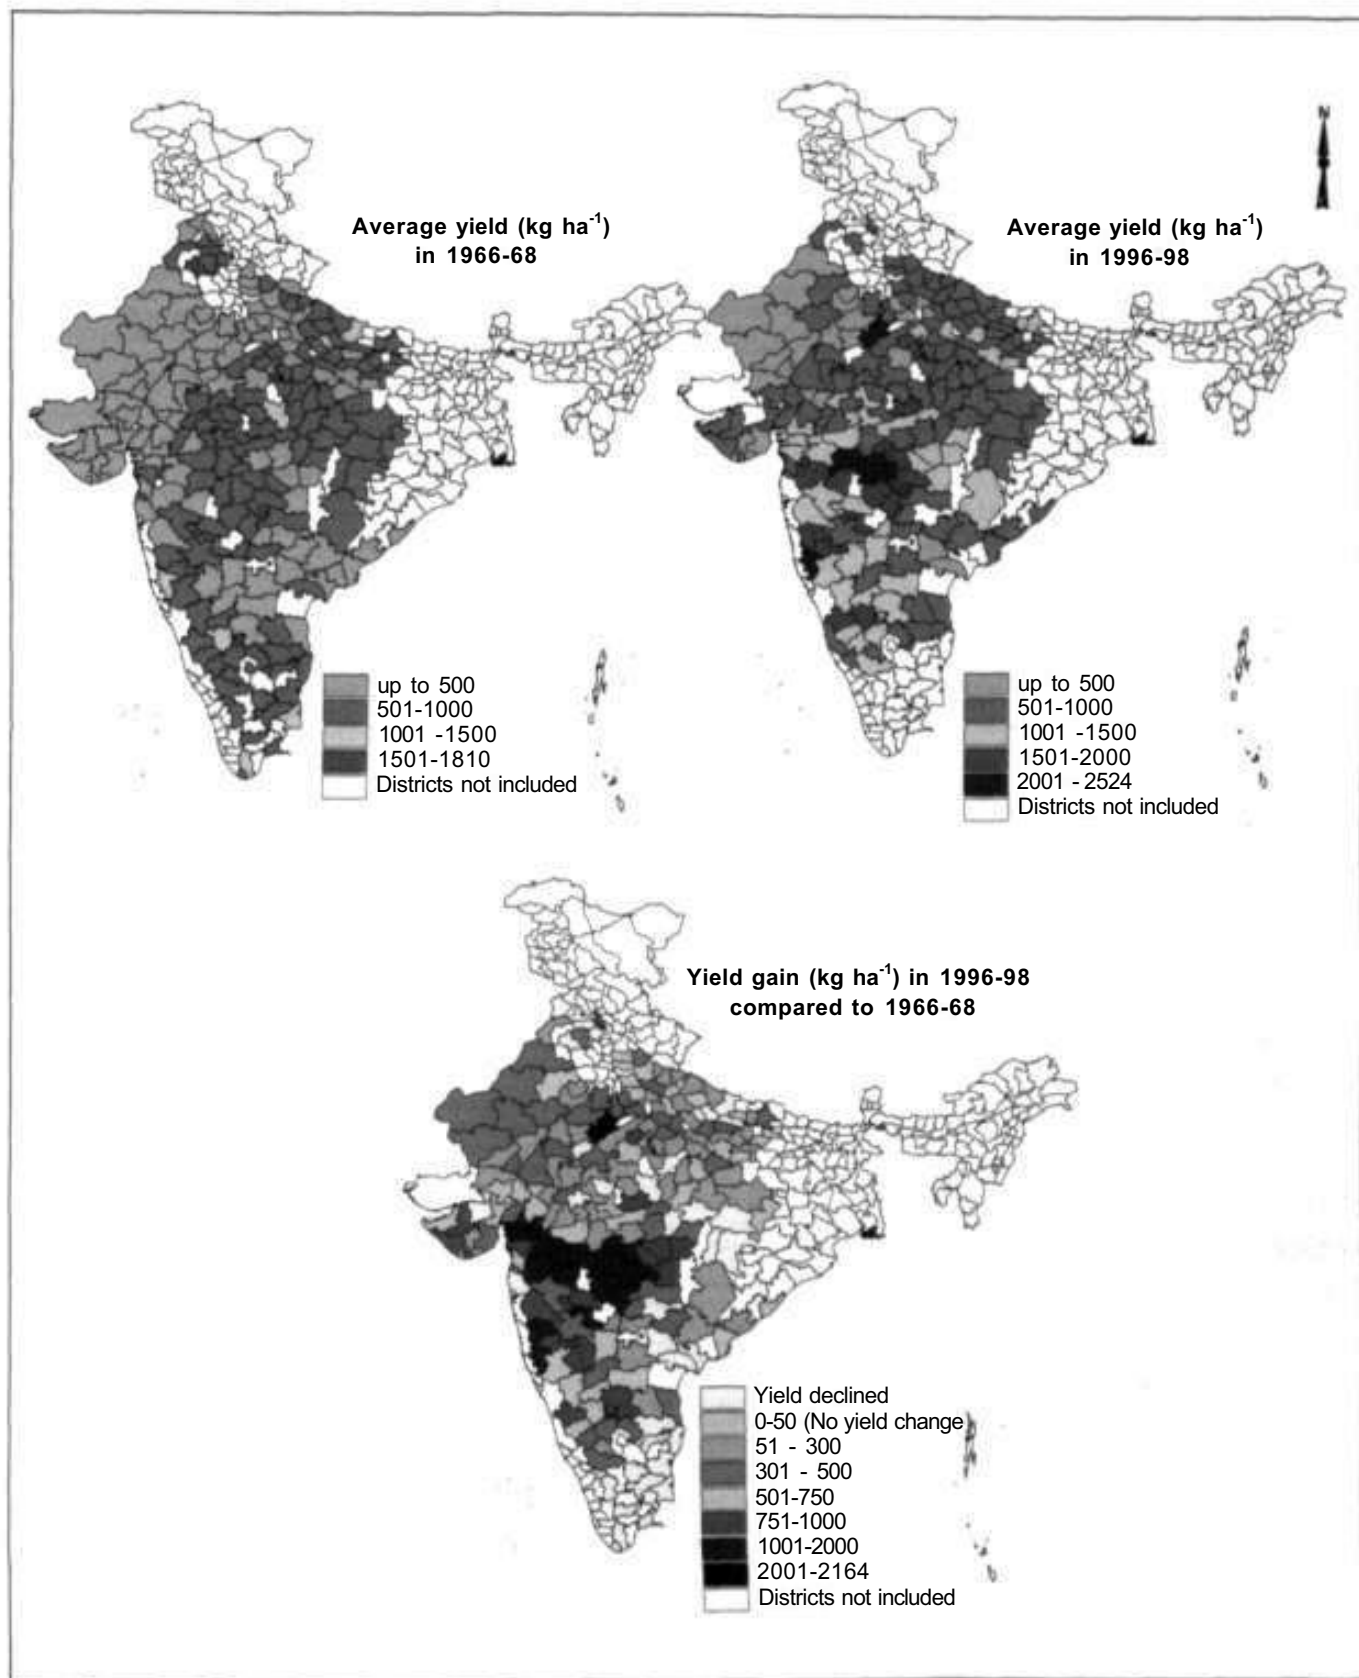 N
Average yield (kg ha⁻¹)
in 1966-68
Average yield (kg ha⁻¹)
in 1996-98
up to 500
501-1000
1001 -1500
1501-1810
Districts not included
up to 500
501-1000
1001 -1500
1501-2000
2001 - 2524
Districts not included
Yield gain (kg ha⁻¹) in 1996-98
compared to 1966-68
Yield declined
0-50 (No yield change
51 - 300
301 - 500
501-750
751-1000
1001-2000
2001-2164
Districts not included